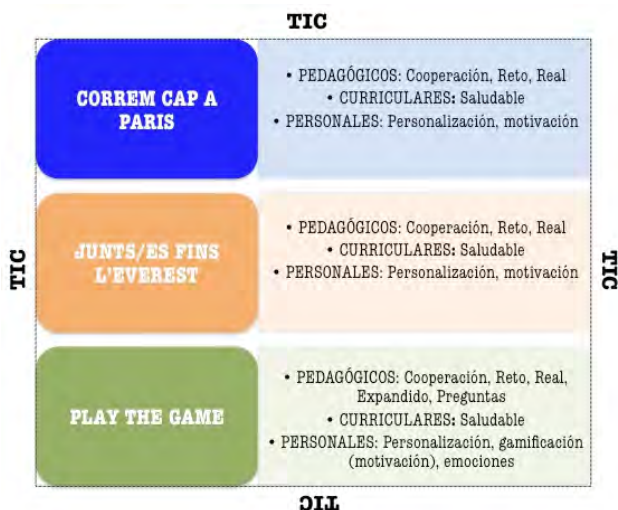 TIC
CORREM CAP A
PARIS
• PEDAGÓGICOS: Cooperación, Reto, Real
• CURRICULARES: Saludable
• PERSONALES: Personalización, motivación
TIC
JUNTS/ES FINS
L'EVEREST
• PEDAGÓGICOS: Cooperación, Reto, Real
• CURRICULARES: Saludable
• PERSONALES: Personalización, motivación
TIC
PLAY THE GAME
• PEDAGÓGICOS: Cooperación, Reto, Real,
Expandido, Preguntas
• CURRICULARES: Saludable
• PERSONALES: Personalización, gamificación
(motivación), emociones
TIC